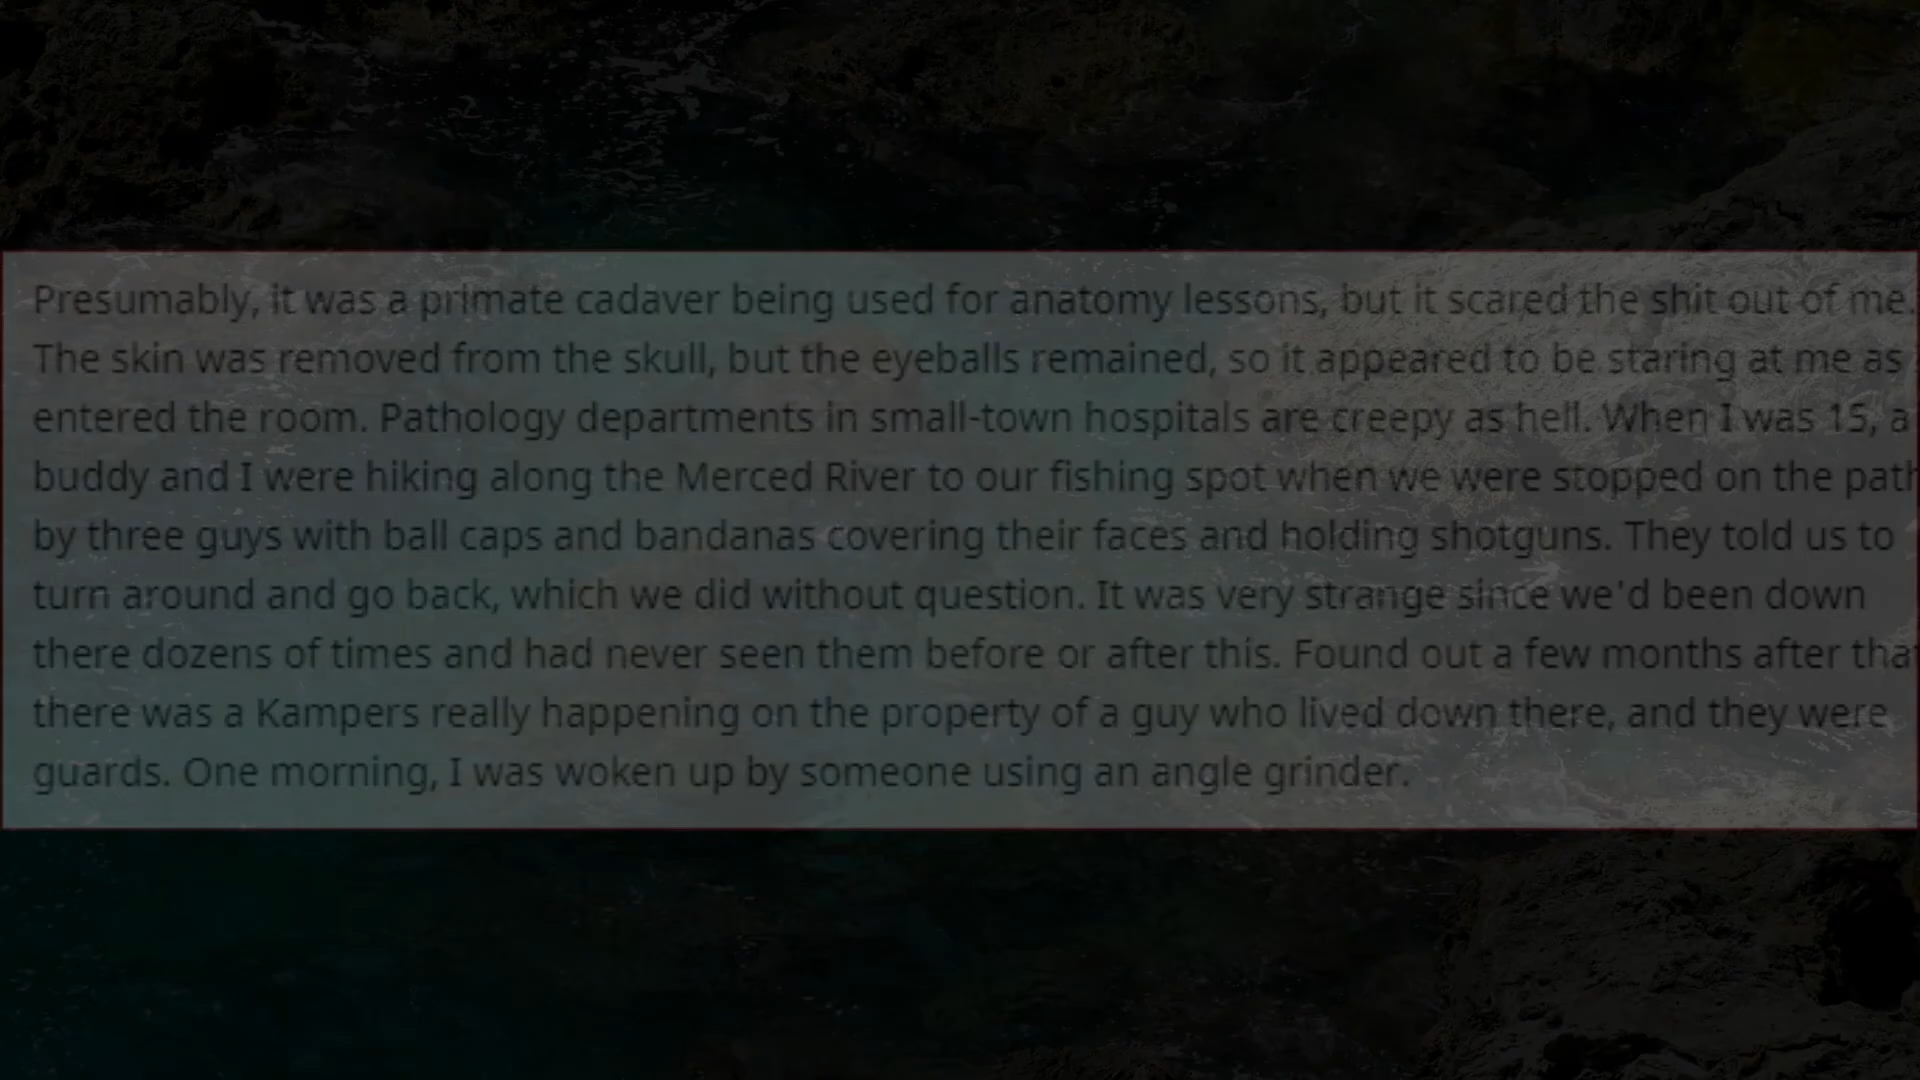 Presumably, it was a primate cadaver being used for anatomy lessons, but it scared the shit out of me.
The skin was removed from the skull, but the eyeballs remained, so it appeared to be staring at me as
entered the room. Pathology departments in small-town hospitals are creepy as hell. When I was 15, a
buddy and I were hiking along the Merced River to our fishing spot when we were stopped on the path
by three guys with ball caps and bandanas covering their faces and holding shotguns. They told us to
turn around and go back, which we did without question. It was very strange since we'd been down
there dozens of times and had never seen them before or after this. Found out a few months after that
there was a Kampers really happening on the property of a guy who lived down there, and they were
guards. One morning, I was woken up by someone using an angle grinder.